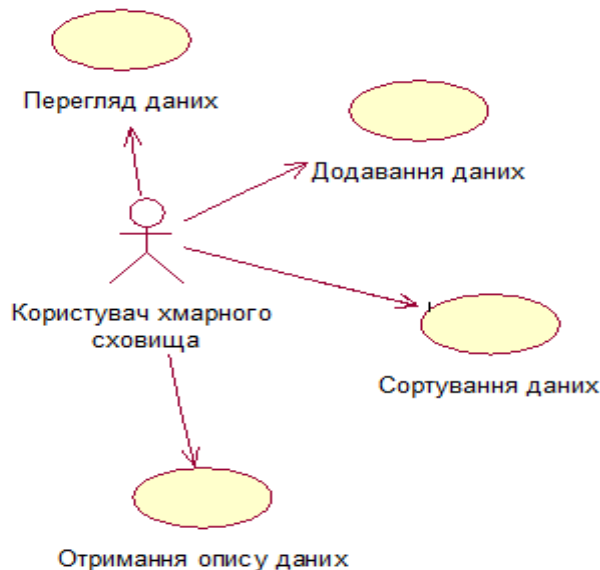 Перегляд даних
Додавання даних
Користувач хмарного
сховища
Сортування даних
Отримання опису даних